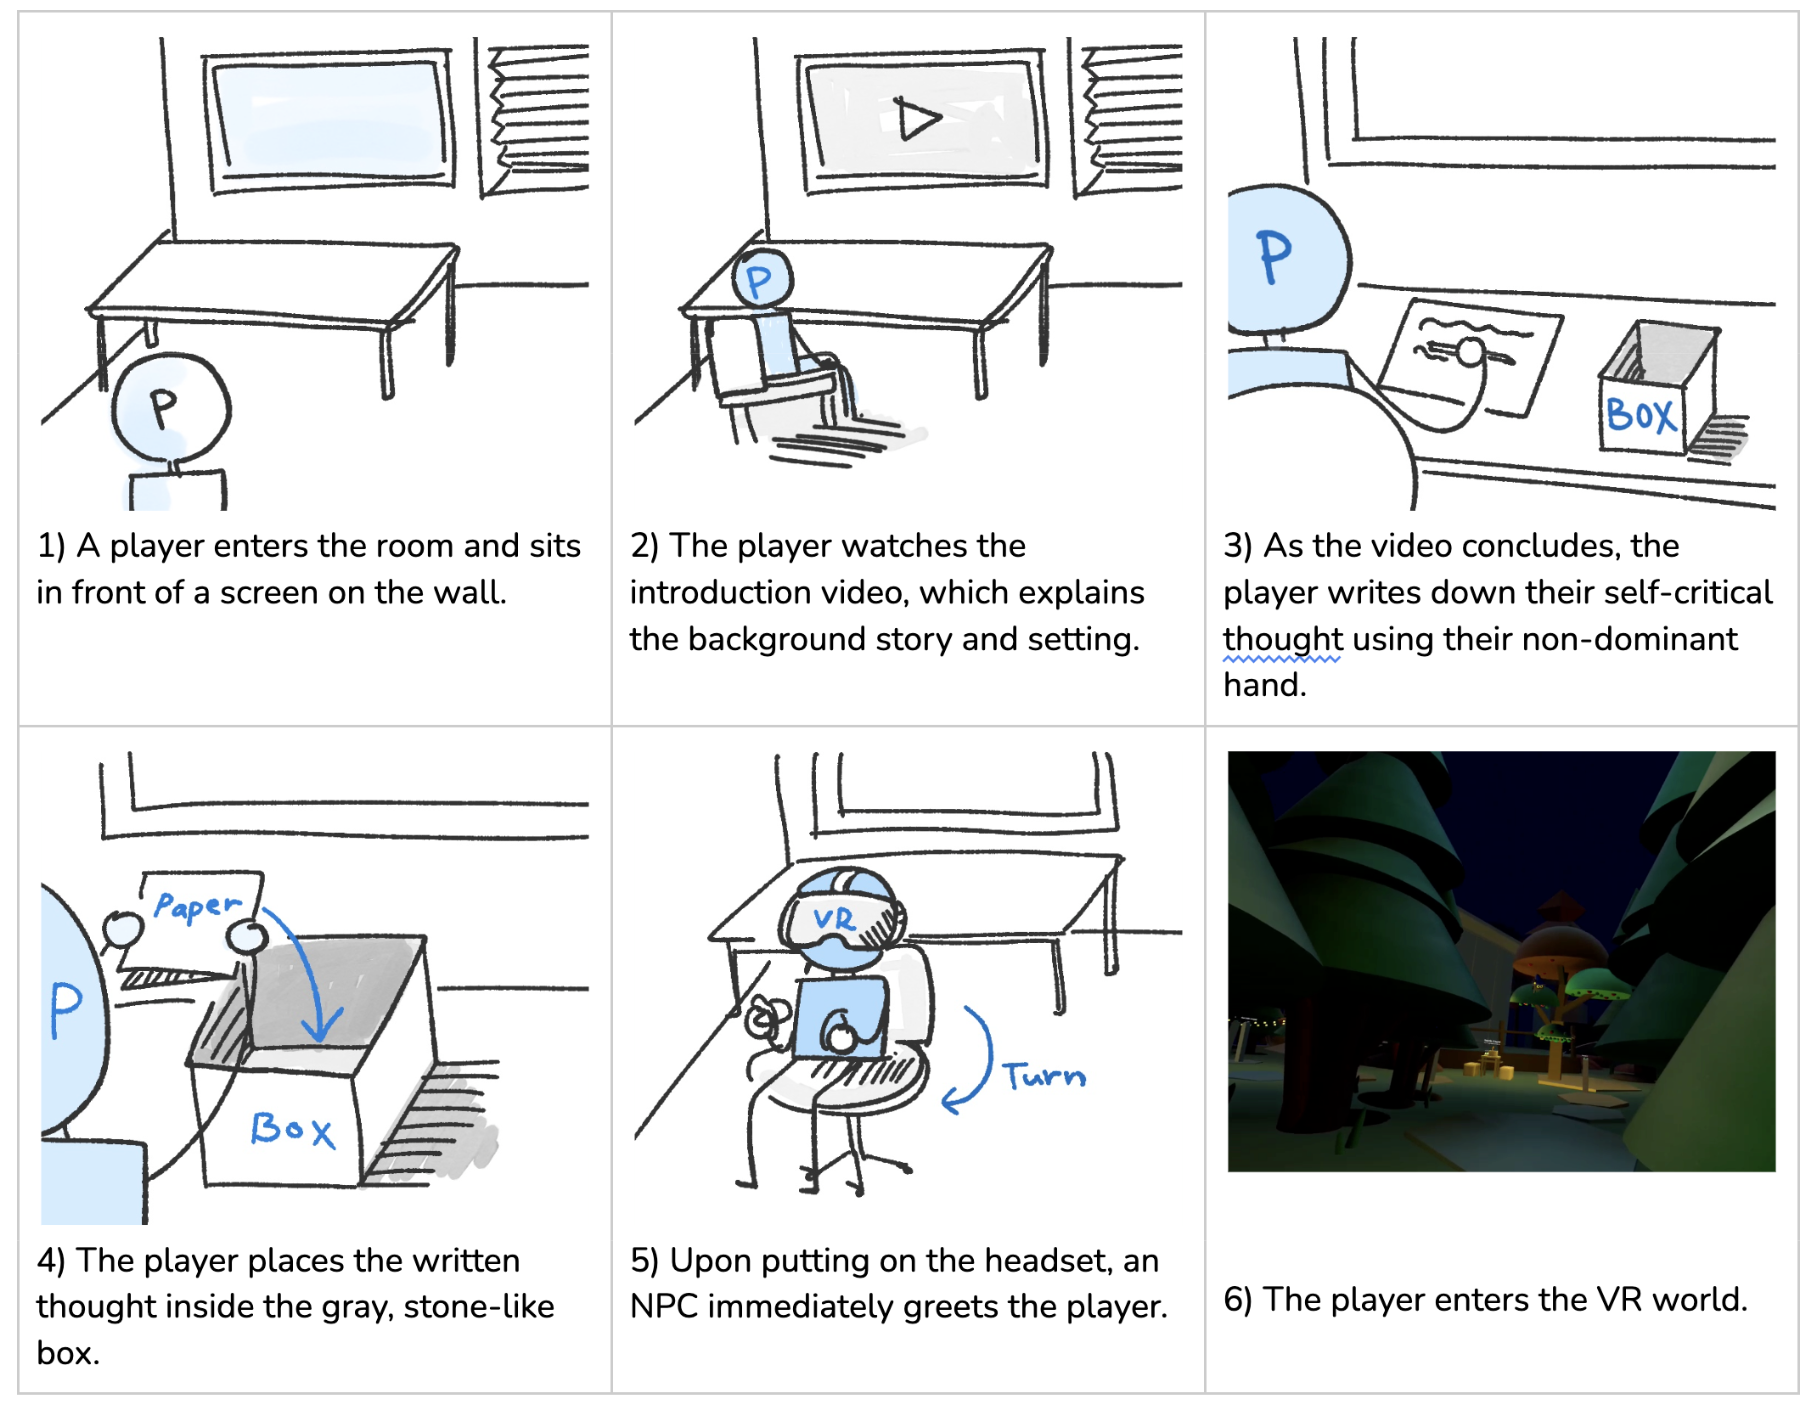 P
1) A player enters the room and sits
in front of a screen on the wall.
P
2) The player watches the
introduction video, which explains
the background story and setting.
P
BOX
3) As the video concludes, the
player writes down their self-critical
thought using their non-dominant
hand.
Paper
P
Box
4) The player places the written
thought inside the gray, stone-like
box.
VR
Turn
5) Upon putting on the headset, an
NPC immediately greets the player.
6) The player enters the VR world.